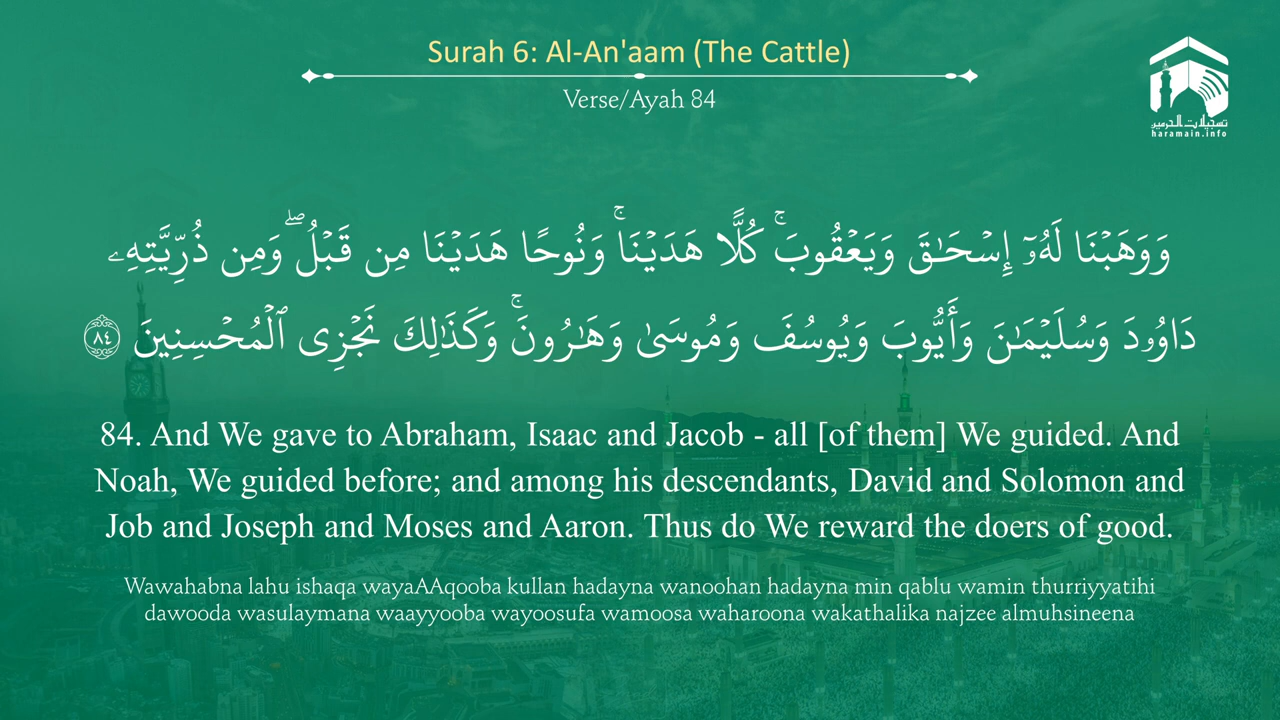 Surah 6: Al-An'aam (The Cattle)
Verse/Ayah 84
تسجيلات الحرمين
haramain.info
وَوَهَبْنَا لَهُۥٓ إِسْحَـٰقَ وَيَعْقُوبَ ۚ كُلًّا هَدَيْنَا ۚ وَنُوحًا هَدَيْنَا مِن قَبْلُ ۖ وَمِن ذُرِّيَّتِهِۦ
دَاوُۥدَ وَسُلَيْمَـٰنَ وَأَيُّوبَ وَيُوسُفَ وَمُوسَىٰ وَهَـٰرُونَ ۚ وَكَذَٰلِكَ نَجْزِى ٱلْمُحْسِنِينَ ٨٤
84. And We gave to Abraham, Isaac and Jacob - all [of them] We guided. And
Noah, We guided before; and among his descendants, David and Solomon and
Job and Joseph and Moses and Aaron. Thus do We reward the doers of good.
Wawahabna lahu ishaqa wayaAAqooba kullan hadayna wanoohan hadayna min qablu wamin thurriyyatihi
dawooda wasulaymana waayyooba wayoosufa wamoosa waharoona wakathalika najzee almuhsineena